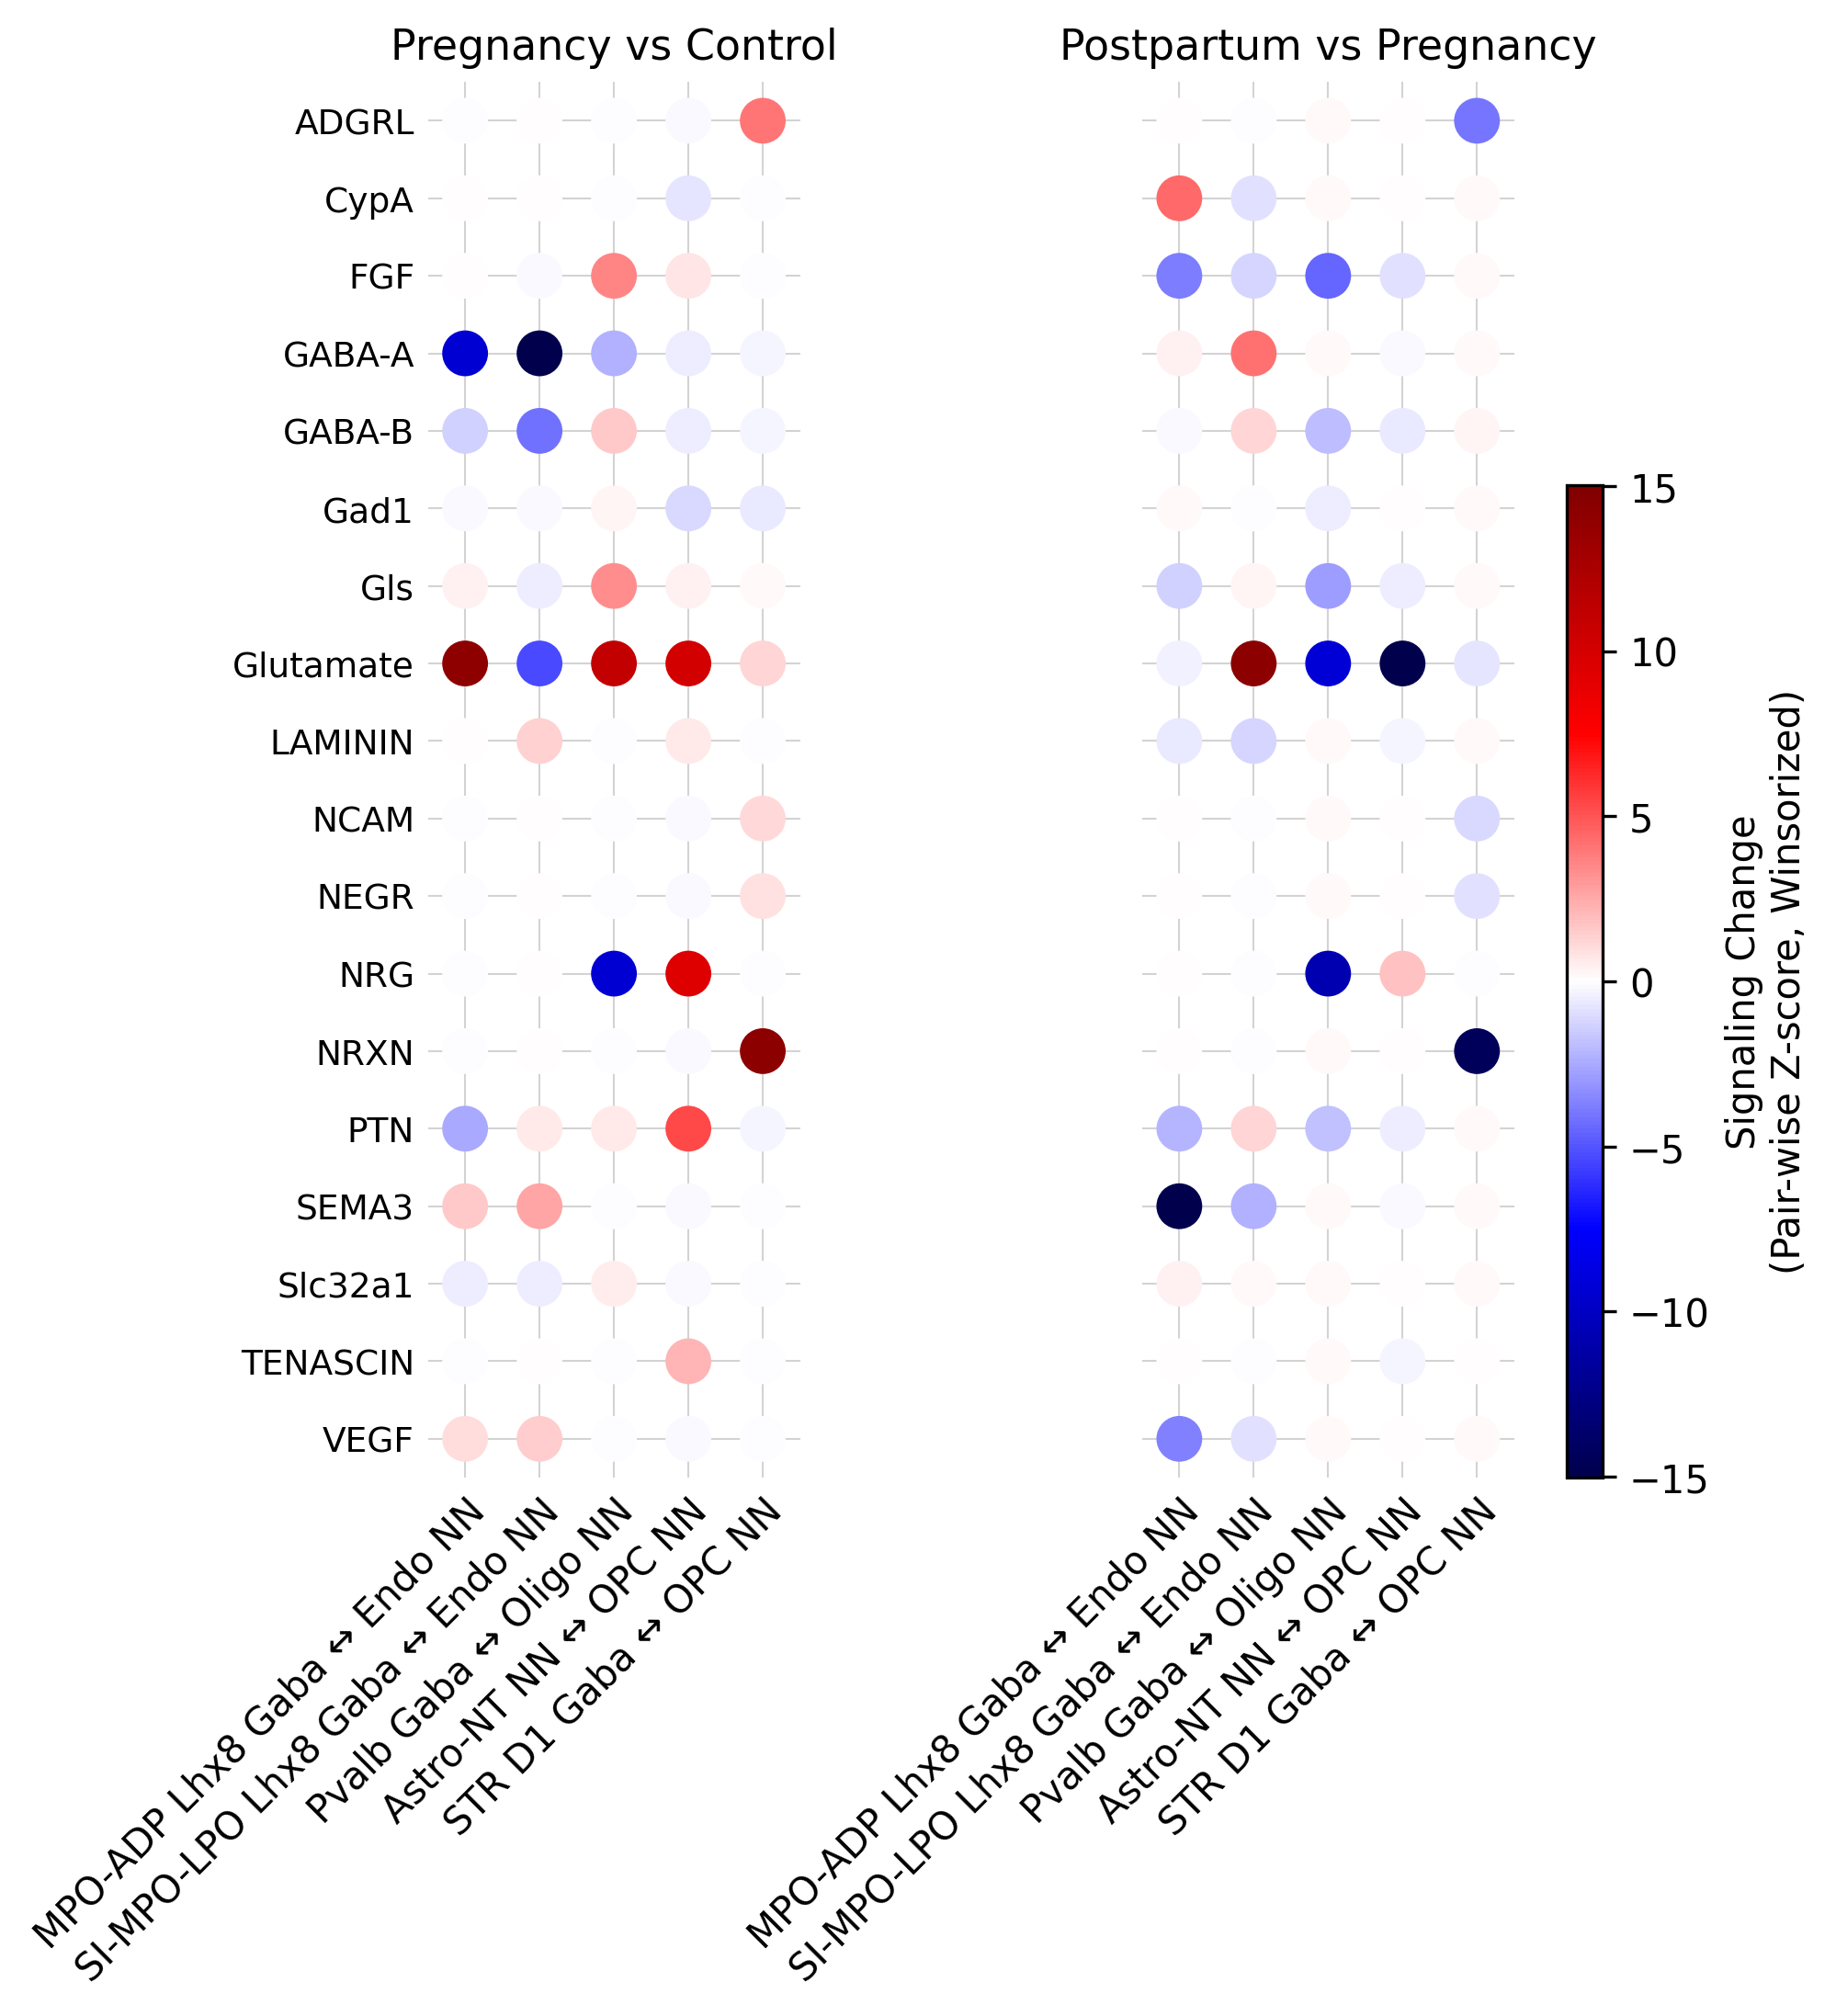 Pregnancy vs Control
Postpartum vs Pregnancy
ADGRL
CypA
FGF
GABA-A
GABA-B
Gad1
Gls
Glutamate
LAMININ
NCAM
NEGR
NRG
NRXN
PTN
SEMA3
Slc32a1
TENASCIN
VEGF
MPO-ADP Lhx8 Gaba ↔ Endo NN
SI-MPO-LPO Lhx8 Gaba ↔ Endo NN
Pvalb Gaba ↔ Oligo NN
Astro-NT NN ↔ OPC NN
STR D1 Gaba ↔ OPC NN
MPO-ADP Lhx8 Gaba ↔ Endo NN
SI-MPO-LPO Lhx8 Gaba ↔ Endo NN
Pvalb Gaba ↔ Oligo NN
Astro-NT NN ↔ OPC NN
STR D1 Gaba ↔ OPC NN
15
10
5
0
−5
−10
−15
Signaling Change
(Pair-wise Z-score, Winsorized)